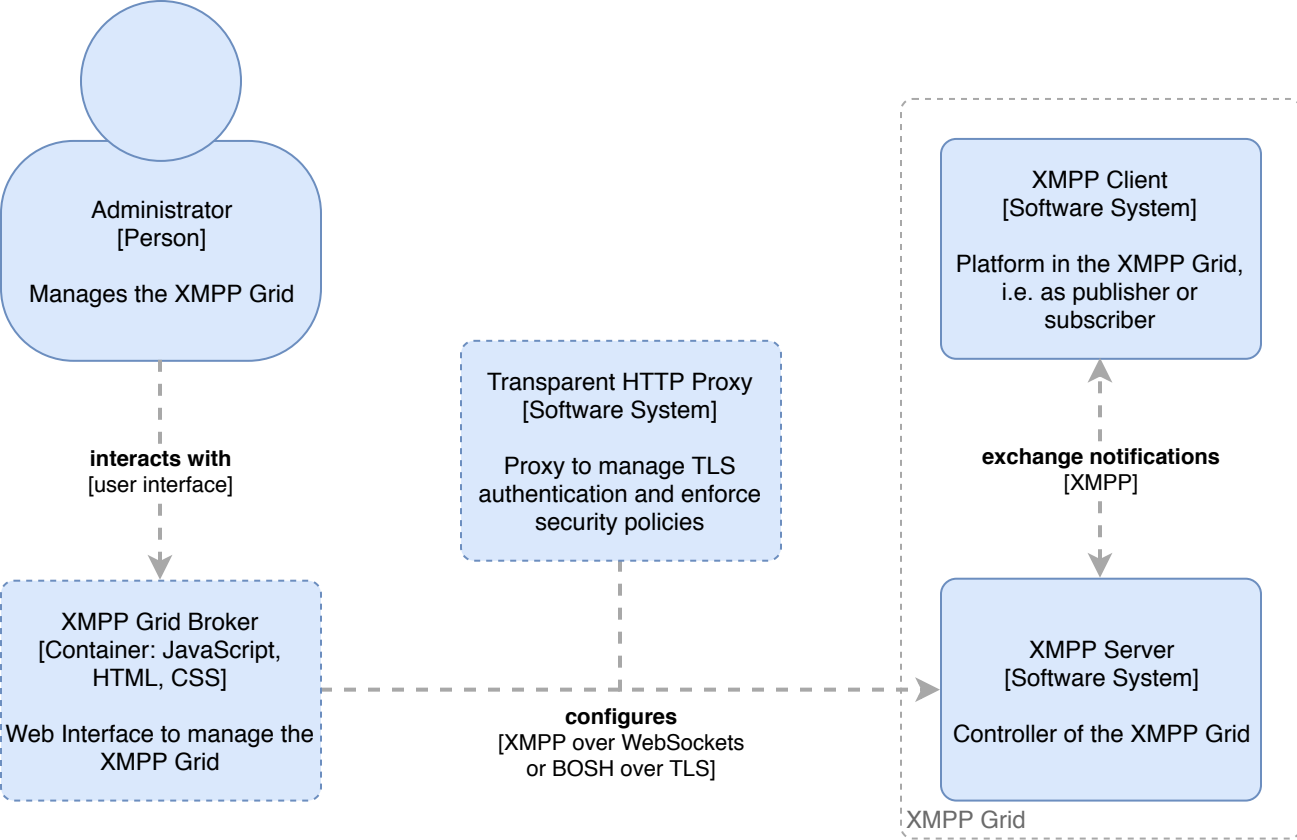 Administrator
[Person]
Manages the XMPP Grid
interacts with
[user interface]
XMPP Grid Broker
[Container: JavaScript,
HTML, CSS]
Web Interface to manage the
XMPP Grid
Transparent HTTP Proxy
[Software System]
Proxy to manage TLS
authentication and enforce
security policies
configures
[XMPP over WebSockets
or BOSH over TLS]
XMPP Client
[Software System]
Platform in the XMPP Grid,
i.e. as publisher or
subscriber
exchange notifications
[XMPP]
XMPP Server
[Software System]
Controller of the XMPP Grid
XMPP Grid